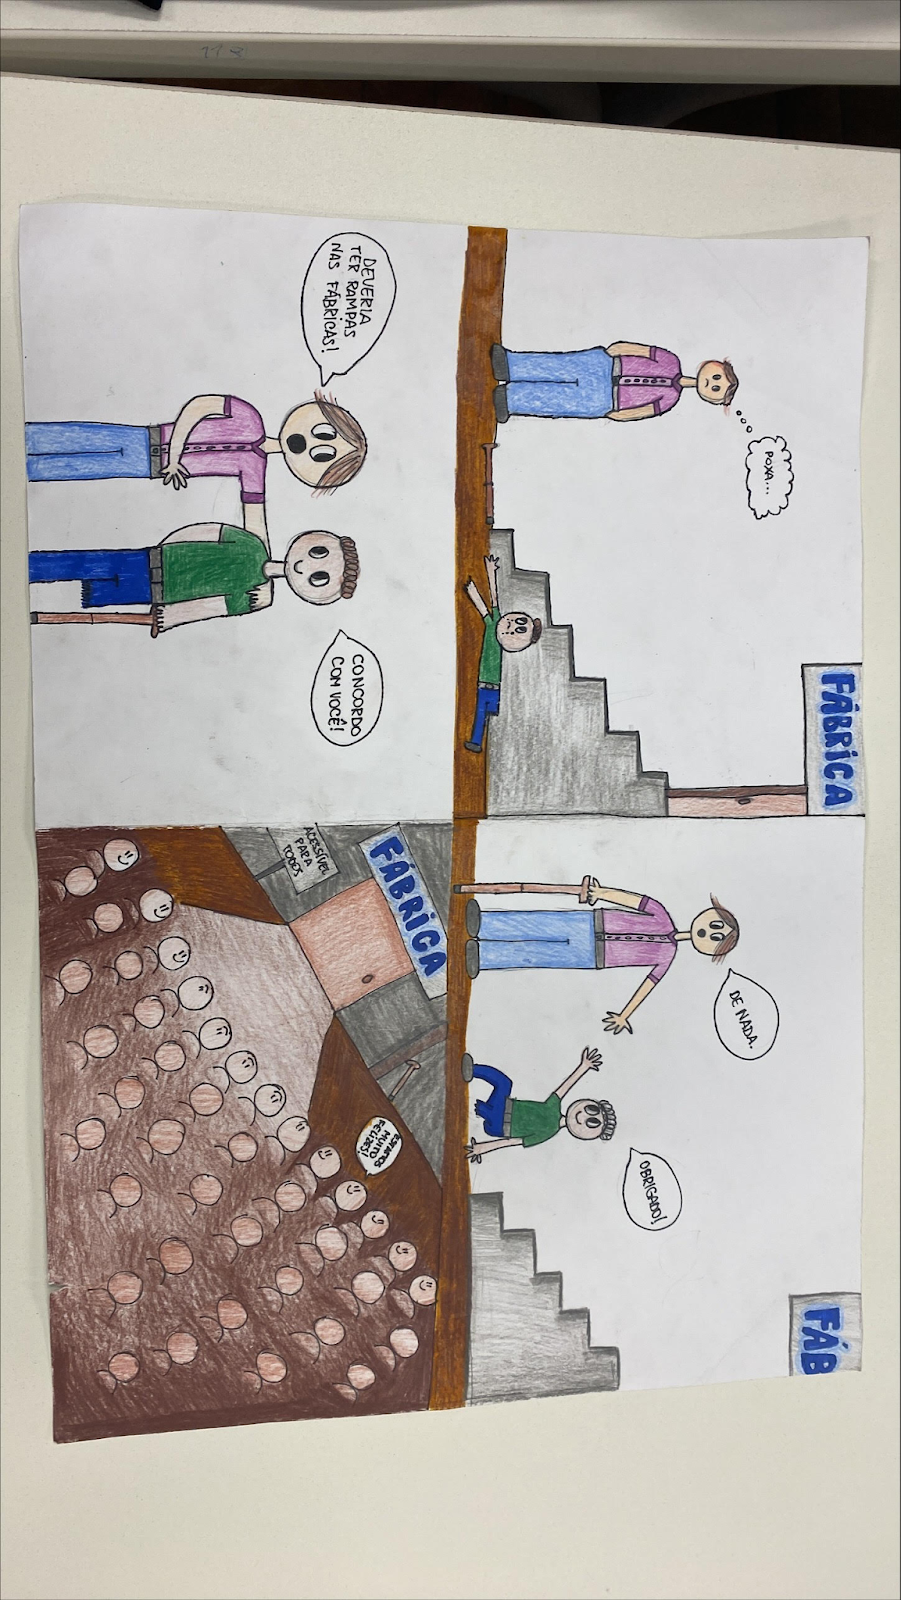 POXA...
FÁBRICA
DE NADA.
OBRIGADO!
FÁB
DEVERIA
TER RAMPAS
NAS FÁBRICAS!
CONCORDO
COM VOCÊ!
ACESSÍVEL
PARA
TODOS
FÁBRICA
ESTAMOS
MUITO
FELIZES!